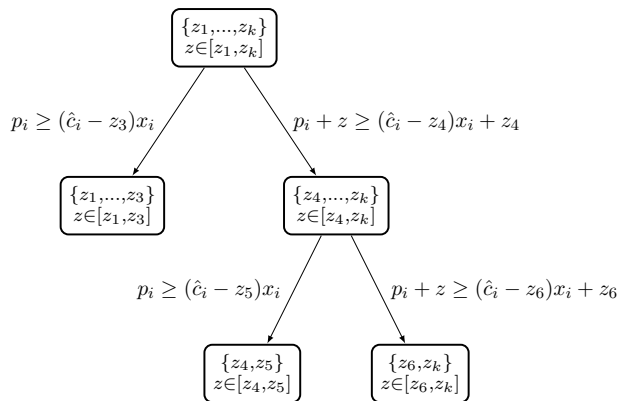 {z₁,...,zₖ}
z∈[z₁,zₖ]
pᵢ ≥ (ĉᵢ − z₃)xᵢ
pᵢ + z ≥ (ĉᵢ − z₄)xᵢ + z₄
{z₁,...,z₃}
z∈[z₁,z₃]
{z₄,...,zₖ}
z∈[z₄,zₖ]
pᵢ ≥ (ĉᵢ − z₅)xᵢ
pᵢ + z ≥ (ĉᵢ − z₆)xᵢ + z₆
{z₄,z₅}
z∈[z₄,z₅]
{z₆,zₖ}
z∈[z₆,zₖ]